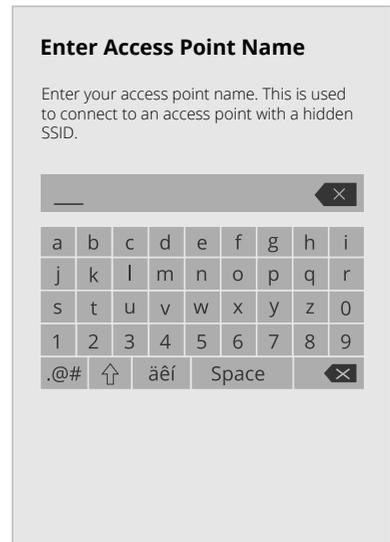 Enter Access Point Name
Enter your access point name. This is used
to connect to an access point with a hidden
SSID.
a b c d e f g h i
j k l m n o p q r
s t u v w x y z 0
1 2 3 4 5 6 7 8 9
.@# äêí Space